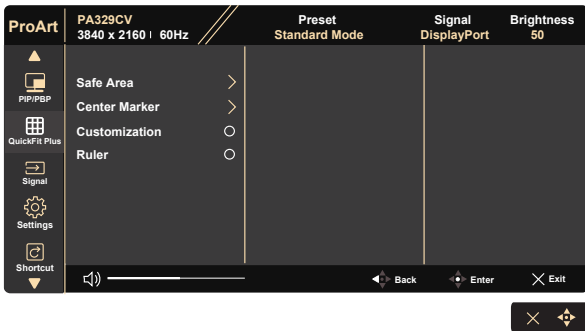 ProArt
PA329CV
3840 x 2160 60Hz
Preset
Standard Mode
Signal
DisplayPort
Brightness
50
PIP/PBP
QuickFit Plus
Signal
Settings
Shortcut
Safe Area
Center Marker
Customization
Ruler
Back
Enter
Exit